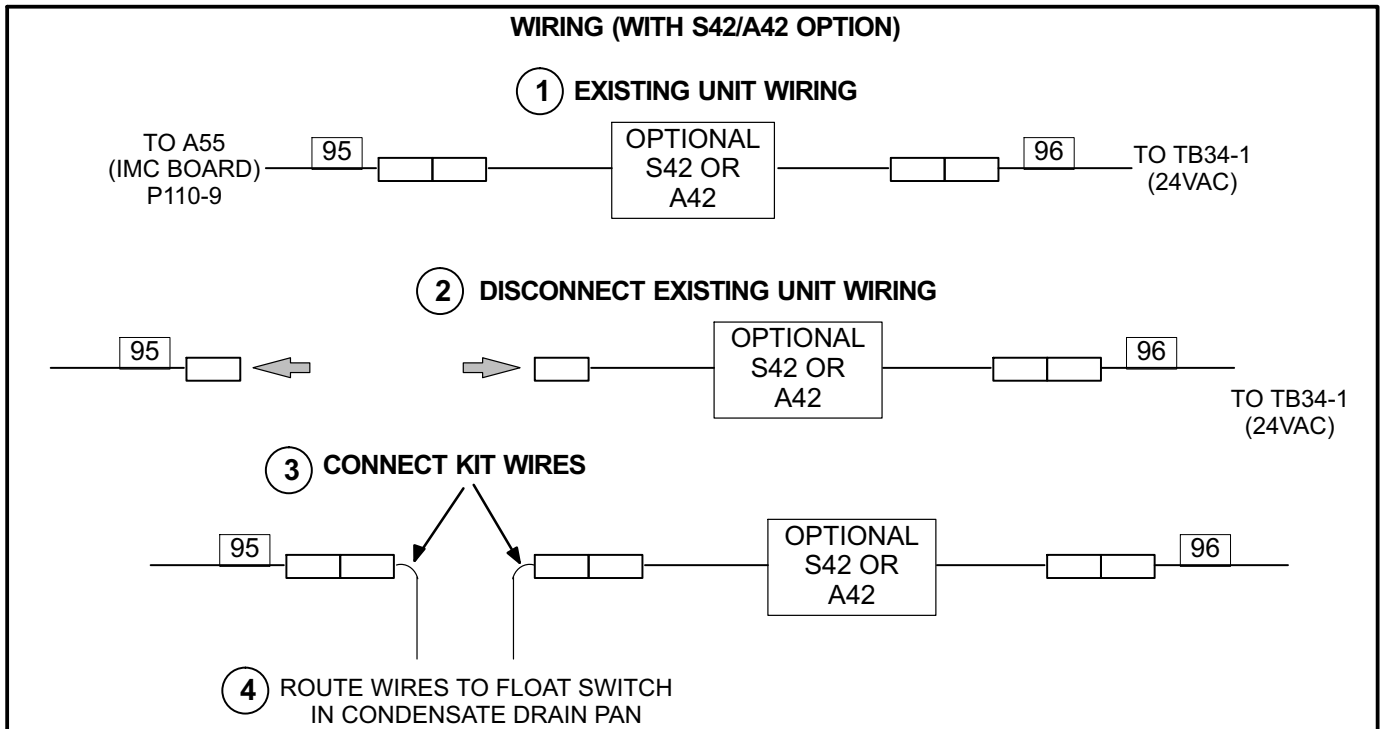 WIRING (WITH S42/A42 OPTION)
1 EXISTING UNIT WIRING
TO A55
(IMC BOARD)
P110-9
95
OPTIONAL
S42 OR
A42
96
TO TB34-1
(24VAC)
2 DISCONNECT EXISTING UNIT WIRING
95
OPTIONAL
S42 OR
A42
96
TO TB34-1
(24VAC)
3 CONNECT KIT WIRES
95
OPTIONAL
S42 OR
A42
96
4 ROUTE WIRES TO FLOAT SWITCH
IN CONDENSATE DRAIN PAN